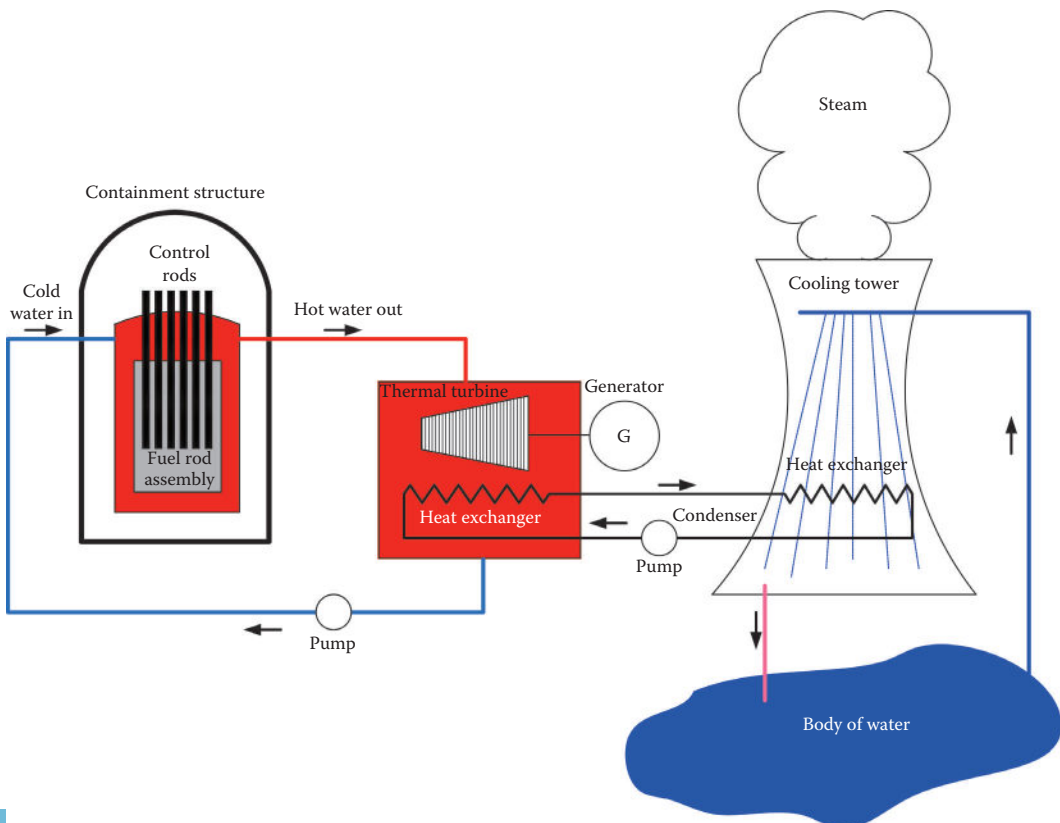 Steam
Containment structure
Control
rods
Cooling tower
Cold
water in
Hot water out
Thermal turbine
Generator
G
Fuel rod
assembly
Heat exchanger
Heat exchanger
Condenser
Pump
Pump
Body of water